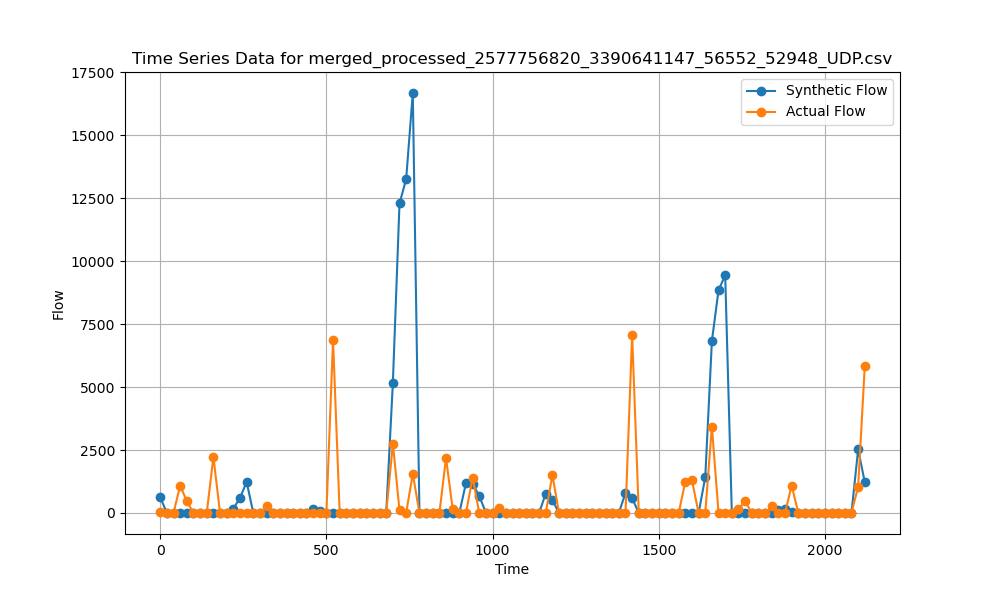 Time Series Data for merged_processed_2577756820_3390641147_56552_52948_UDP.csv
Synthetic Flow
Actual Flow
17500
15000
12500
10000
7500
5000
2500
0
Flow
0 500 1000 1500 2000
Time